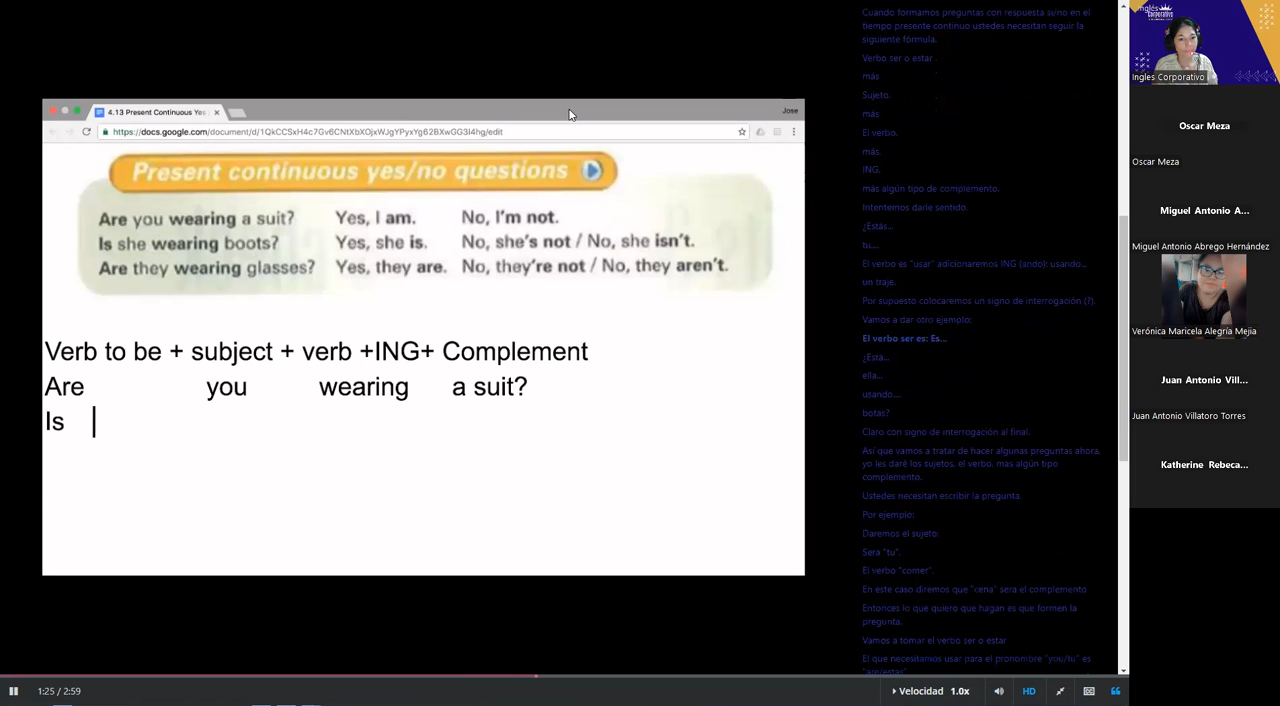 4.13 Present Continuous Yes
Jose
https://docs.google.com/document/d/1QkCCSxH4c7Gv6CNtXbXOjxWJgYPyxYg62BXwGG3I4hg/edit
Present continuous yes/no questions
Are you wearing a suit? Yes, I am. No, I'm not.
Is she wearing boots? Yes, she is. No, she's not / No, she isn't.
Are they wearing glasses? Yes, they are. No, they're not / No, they aren't.
Verb to be + subject + verb +ING+ Complement
Are you wearing a suit?
Is
1:25 / 2:59
Velocidad 1.0x
HD
Cuando formamos preguntas con respuesta si/no en el
tiempo presente continuo ustedes necesitan seguir la
siguiente fórmula.
Verbo ser o estar .
más
Sujeto.
más
El verbo.
más.
ING.
más algún tipo de complemento.
Intentemos darle sentido.
¿Estás...
tu....
El verbo es "usar" adicionaremos ING (ando): usando...
un traje.
Por supuesto colocaremos un signo de interrogación (?).
Vamos a dar otro ejemplo:
El verbo ser es: Es...
¿Está...
ella...
usando....
botas?
Claro con signo de interrogación al final.
Así que vamos a tratar de hacer algunas preguntas ahora,
yo les daré los sujetos, el verbo, mas algún tipo
complemento.
Ustedes necesitan escribir la pregunta.
Por ejemplo:
Daremos el sujeto:
Será "tu".
El verbo "comer".
En este caso diremos que "cena" sera el complemento
Entonces lo que quiero que hagan es que formen la
pregunta.
Vamos a tomar el verbo ser o estar
El que necesitamos usar para el pronombre "you/tu" es
Inglés
Corporativo
Ingles Corporativo
Oscar Meza
Oscar Meza
Miguel Antonio A...
Miguel Antonio Abrego Hernández
Verónica Maricela Alegría Mejia
Juan Antonio Vill...
Juan Antonio Villatoro Torres
Katherine Rebeca...